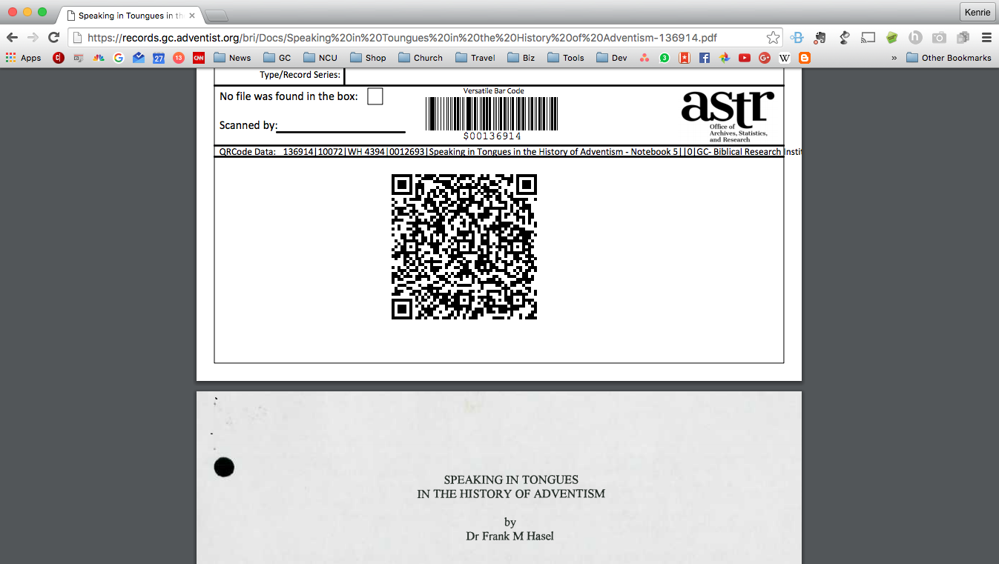 Speaking in Toungues in th
Kenrie
https://records.gc.adventist.org/bri/Docs/Speaking%20in%20Toungues%20in%20the%20History%20of%20Adventism-136914.pdf
Apps 27 13 CNN News GC NCU Shop Church Travel Biz Tools Dev 3 G+ W » Other Bookmarks
Type/Record Series:
No file was found in the box:
Versatile Bar Code
astr
Office of
Archives, Statistics,
and Research
Scanned by:
$00136914
QRCode Data: 136914|10072|WH 4394|0012693|Speaking in Tongues in the History of Adventism - Notebook 5||0|GC- Biblical Research Instit
SPEAKING IN TONGUES
IN THE HISTORY OF ADVENTISM
by
Dr Frank M Hasel